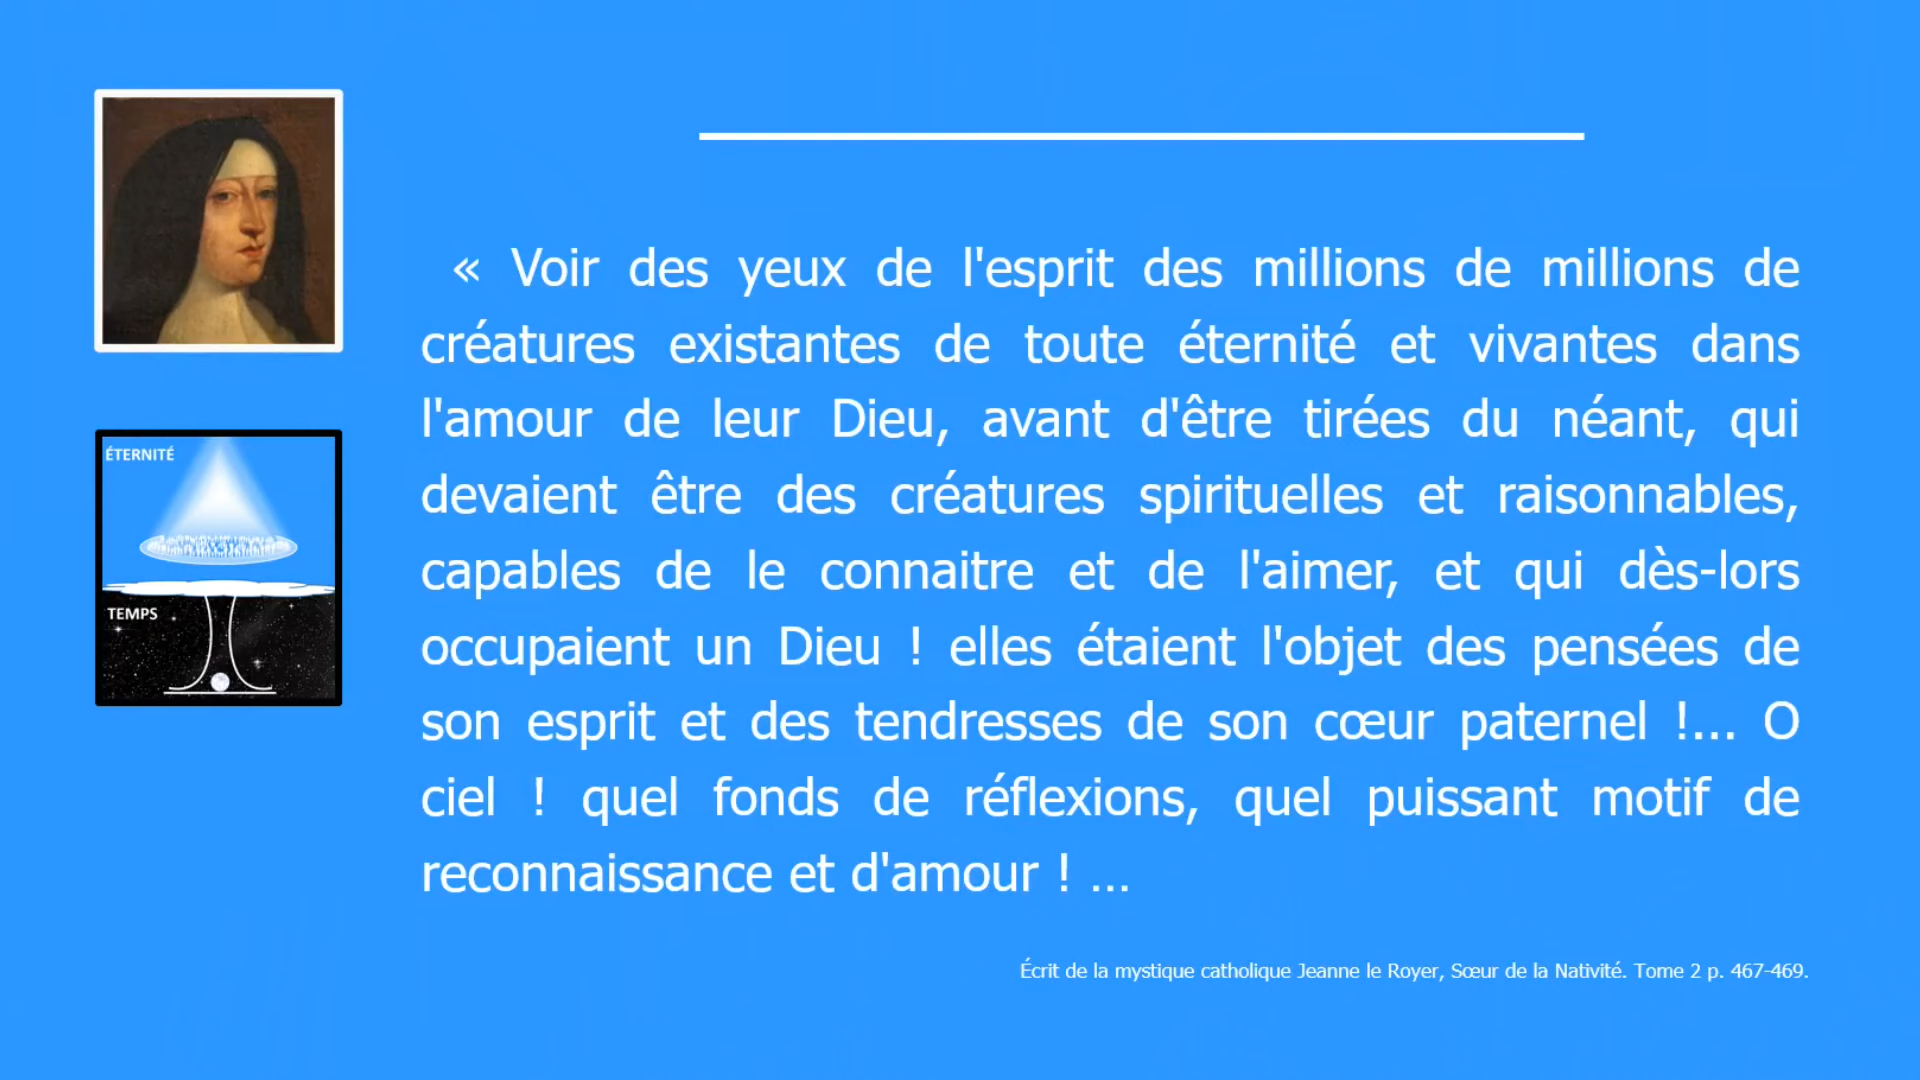 ÉTERNITÉ
TEMPS
« Voir des yeux de l'esprit des millions de millions de
créatures existantes de toute éternité et vivantes dans
l'amour de leur Dieu, avant d'être tirées du néant, qui
devaient être des créatures spirituelles et raisonnables,
capables de le connaitre et de l'aimer, et qui dès-lors
occupaient un Dieu ! elles étaient l'objet des pensées de
son esprit et des tendresses de son cœur paternel !... O
ciel ! quel fonds de réflexions, quel puissant motif de
reconnaissance et d'amour ! ...
Écrit de la mystique catholique Jeanne le Royer, Sœur de la Nativité. Tome 2 p. 467-469.